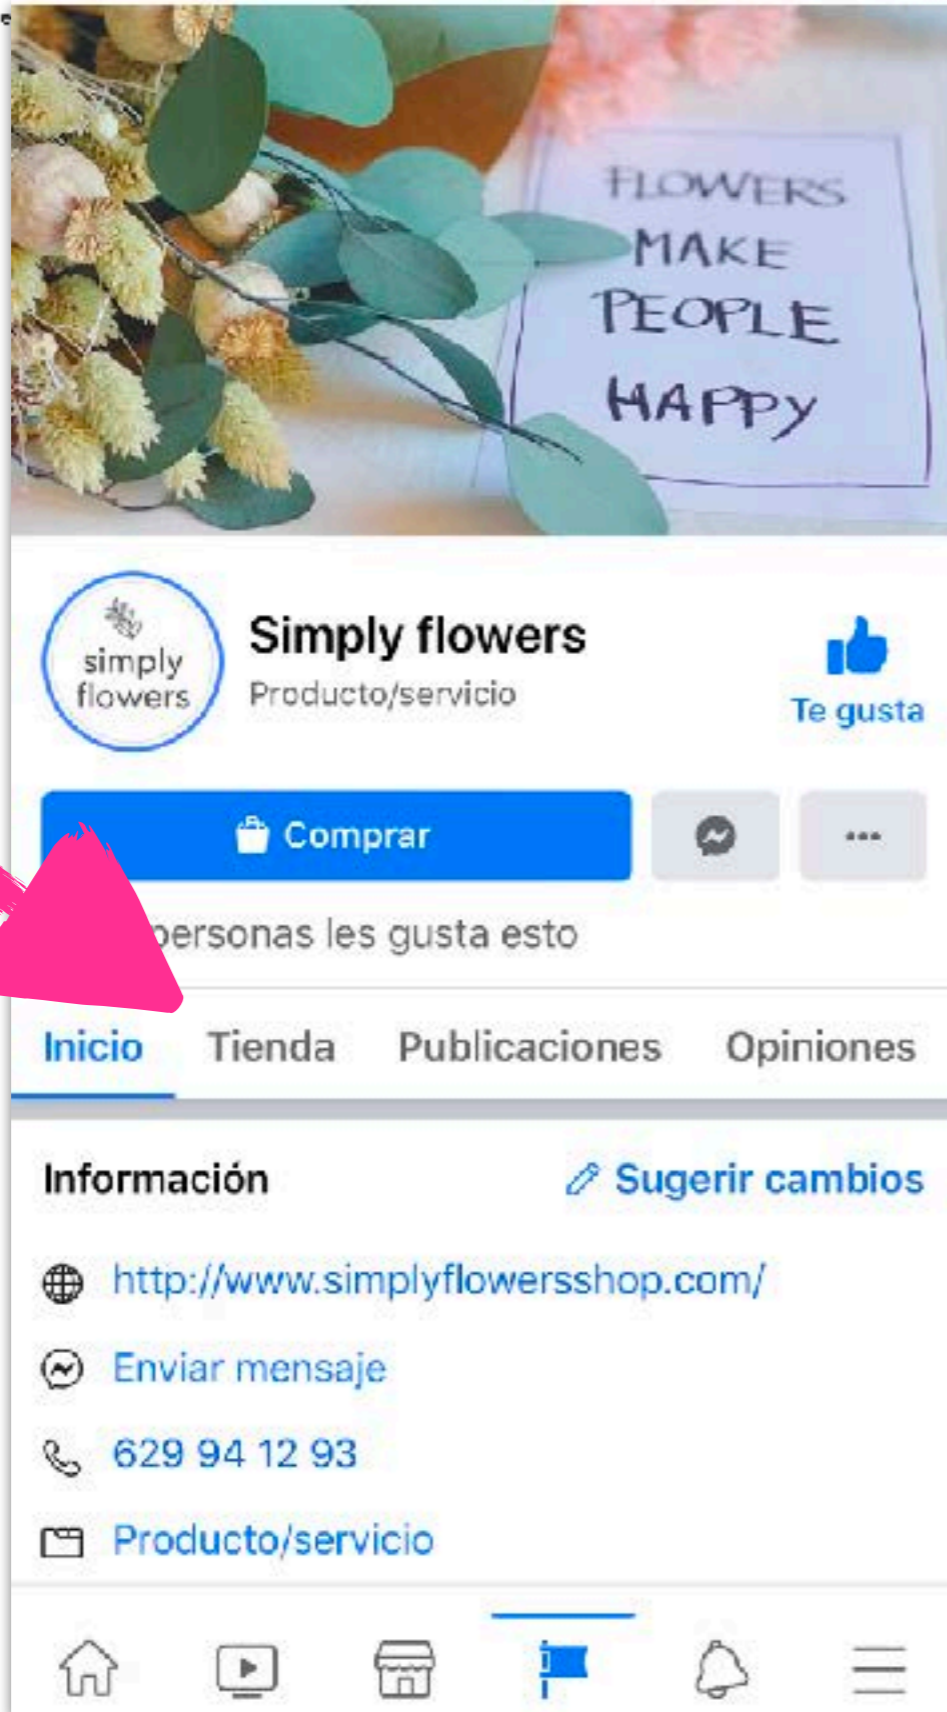 FLOWERS
MAKE
PEOPLE
HAPPY
simply
flowers
Simply flowers
Producto/servicio
Te gusta
Comprar
personas les gusta esto
Inicio Tienda Publicaciones Opiniones
Información Sugerir cambios
http://www.simplyflowersshop.com/
Enviar mensaje
629 94 12 93
Producto/servicio